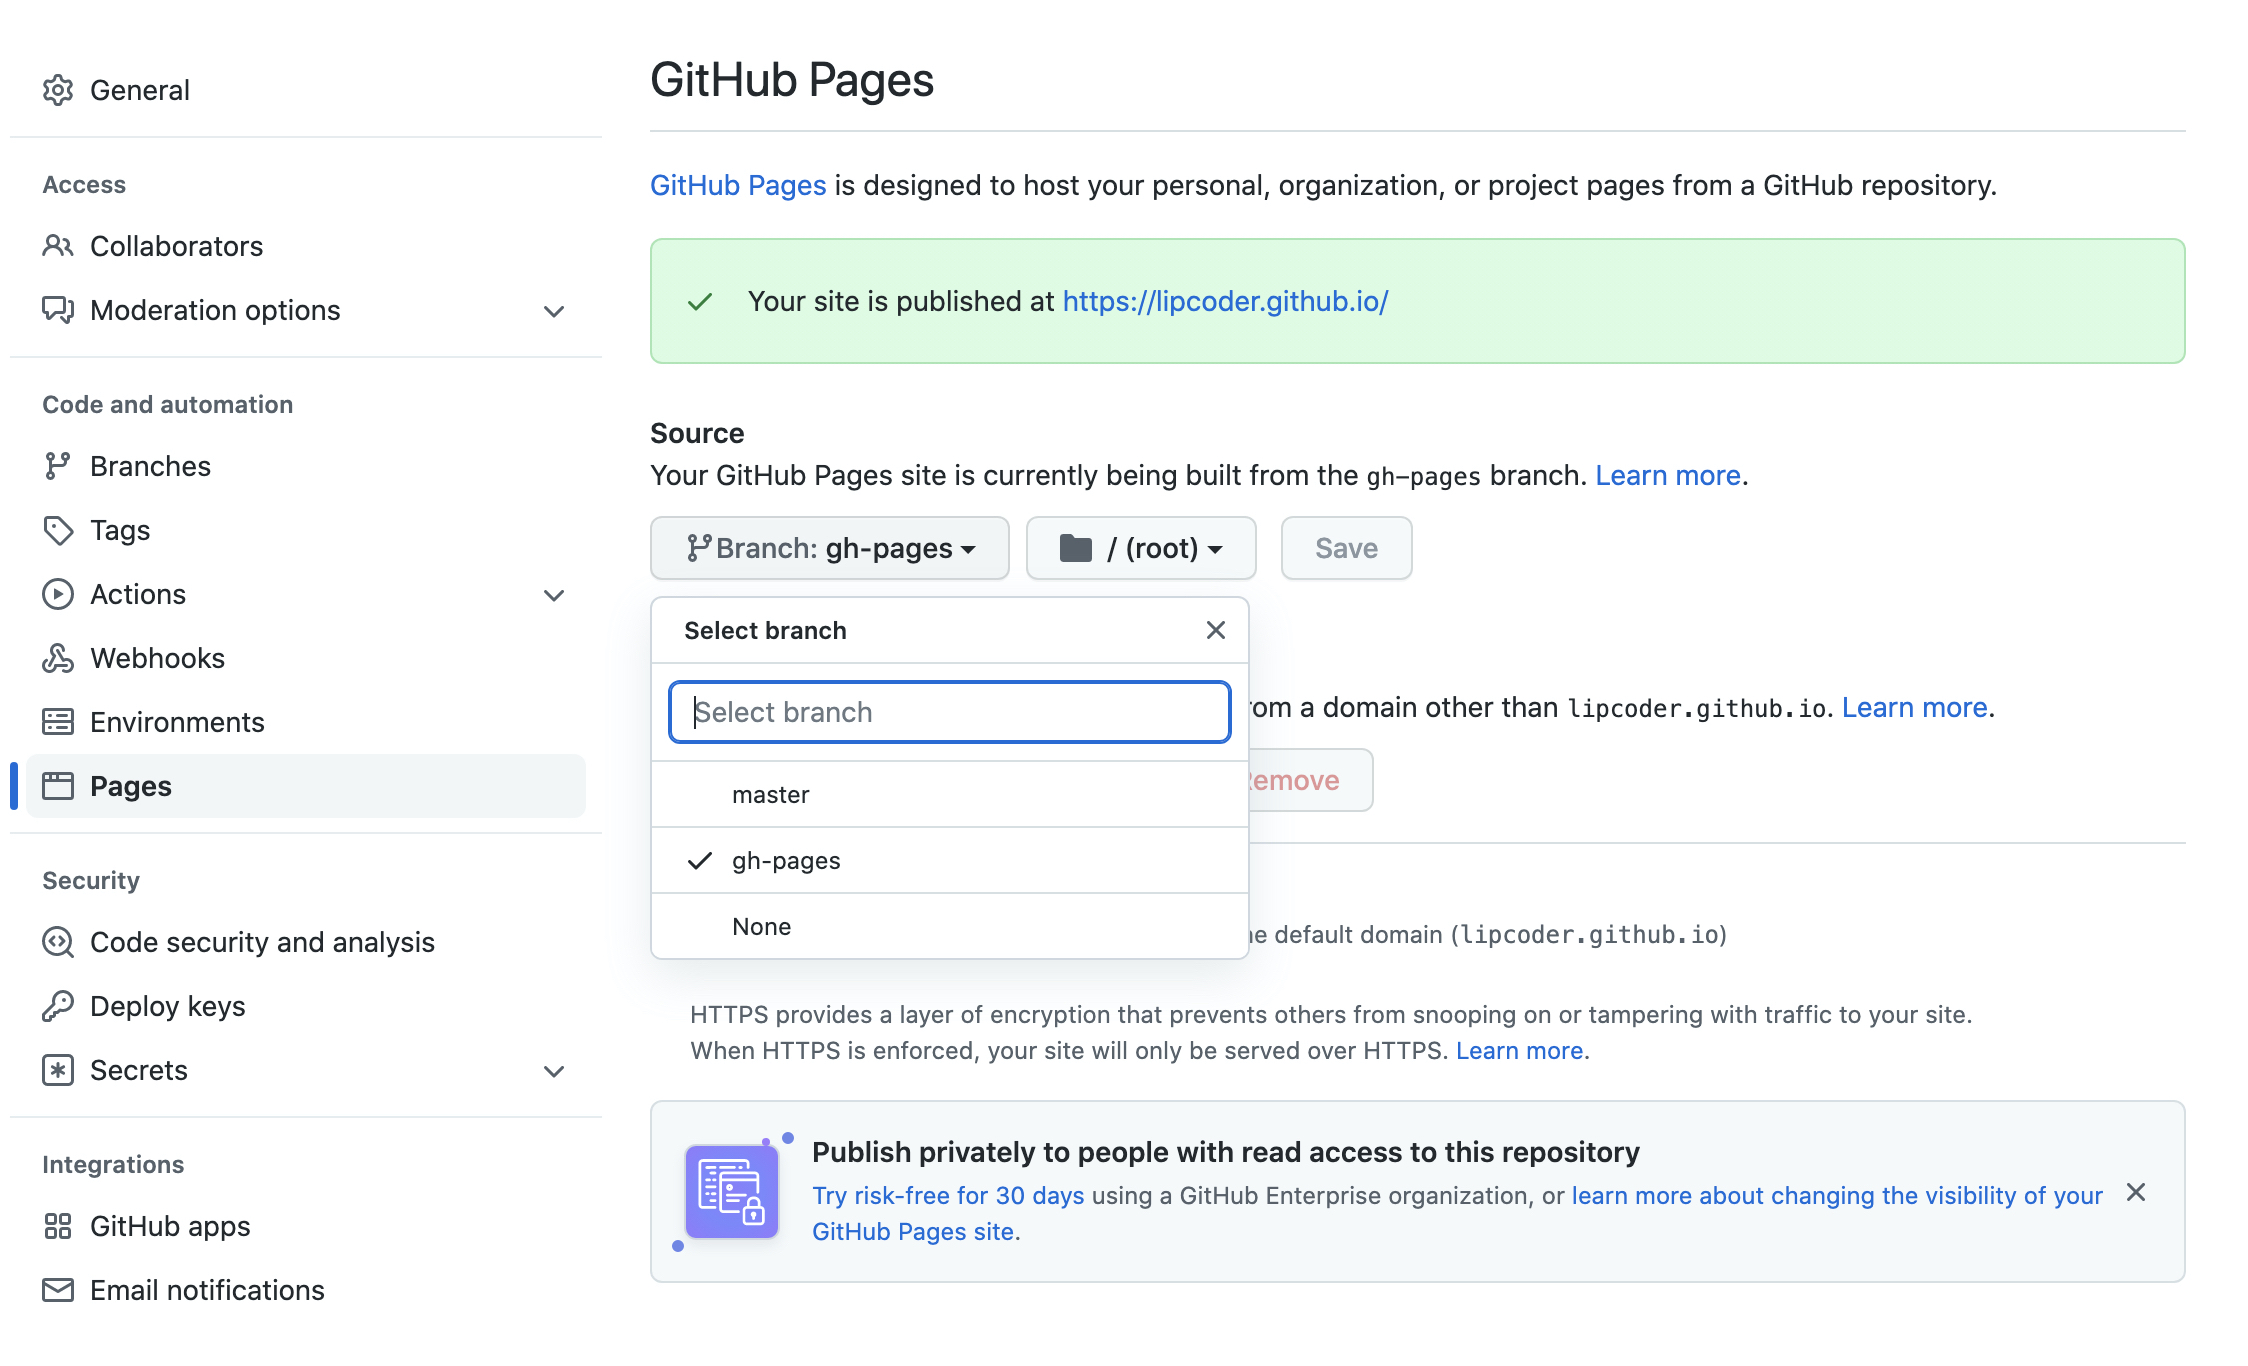 General
Access
Collaborators
Moderation options
Code and automation
Branches
Tags
Actions
Webhooks
Environments
Pages
Security
Code security and analysis
Deploy keys
Secrets
Integrations
GitHub apps
Email notifications
GitHub Pages
GitHub Pages is designed to host your personal, organization, or project pages from a GitHub repository.
Your site is published at https://lipcoder.github.io/
Source
Your GitHub Pages site is currently being built from the gh-pages branch. Learn more.
Branch: gh-pages
/ (root)
Save
Select branch
Select branch
master
gh-pages
None
a domain other than lipcoder.github.io. Learn more.
default domain (lipcoder.github.io)
HTTPS provides a layer of encryption that prevents others from snooping on or tampering with traffic to your site.
When HTTPS is enforced, your site will only be served over HTTPS. Learn more.
Publish privately to people with read access to this repository
Try risk-free for 30 days using a GitHub Enterprise organization, or learn more about changing the visibility of your
GitHub Pages site.